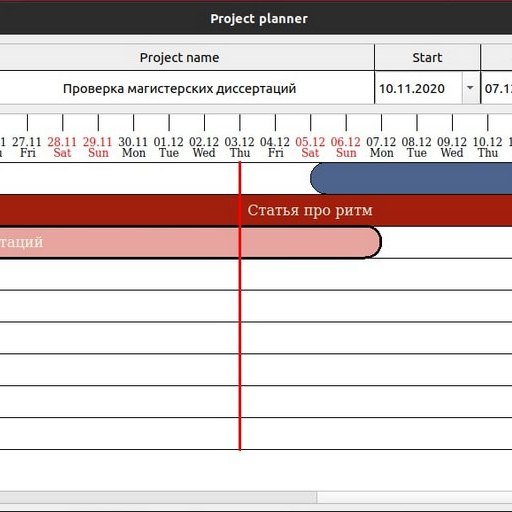 Project planner
Project name Start
Проверка магистерских диссертаций 10.11.2020 07.1
27.11 28.11 29.11 30.11 01.12 02.12 03.12 04.12 05.12 06.12 07.12 08.12 09.12 10.12
Fri Sat Sun Mon Tue Wed Thu Fri Sat Sun Mon Tue Wed Thu
Статья про ритм
таций